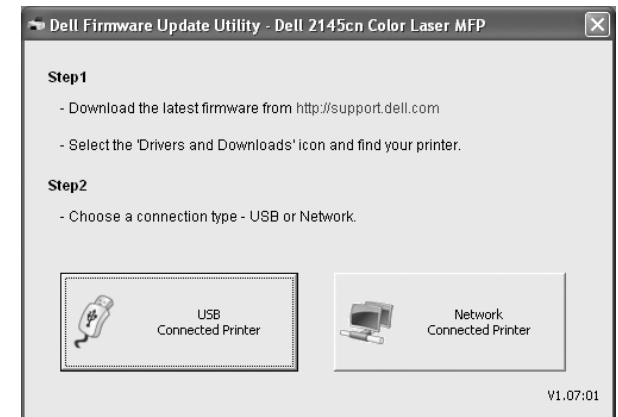 Dell Firmware Update Utility - Dell 2145cn Color Laser MFP
Step1
- Download the latest firmware from http://support.dell.com
- Select the 'Drivers and Downloads' icon and find your printer.
Step2
- Choose a connection type - USB or Network.
USB
Connected Printer
Network
Connected Printer
V1.07:01